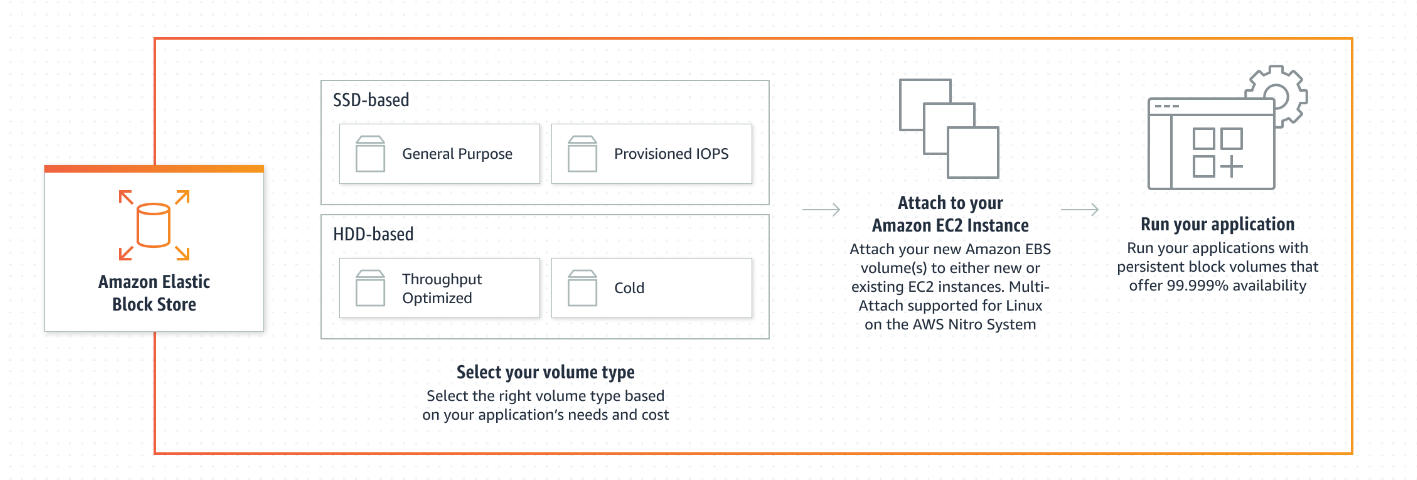 Amazon Elastic
Block Store
SSD-based
General Purpose
Provisioned IOPS
HDD-based
Throughput
Optimized
Cold
Select your volume type
Select the right volume type based
on your application's needs and cost
Attach to your
Amazon EC2 Instance
Attach your new Amazon EBS
volume(s) to either new or
existing EC2 instances. Multi-
Attach supported for Linux
on the AWS Nitro System
Run your application
Run your applications with
persistent block volumes that
offer 99.999% availability